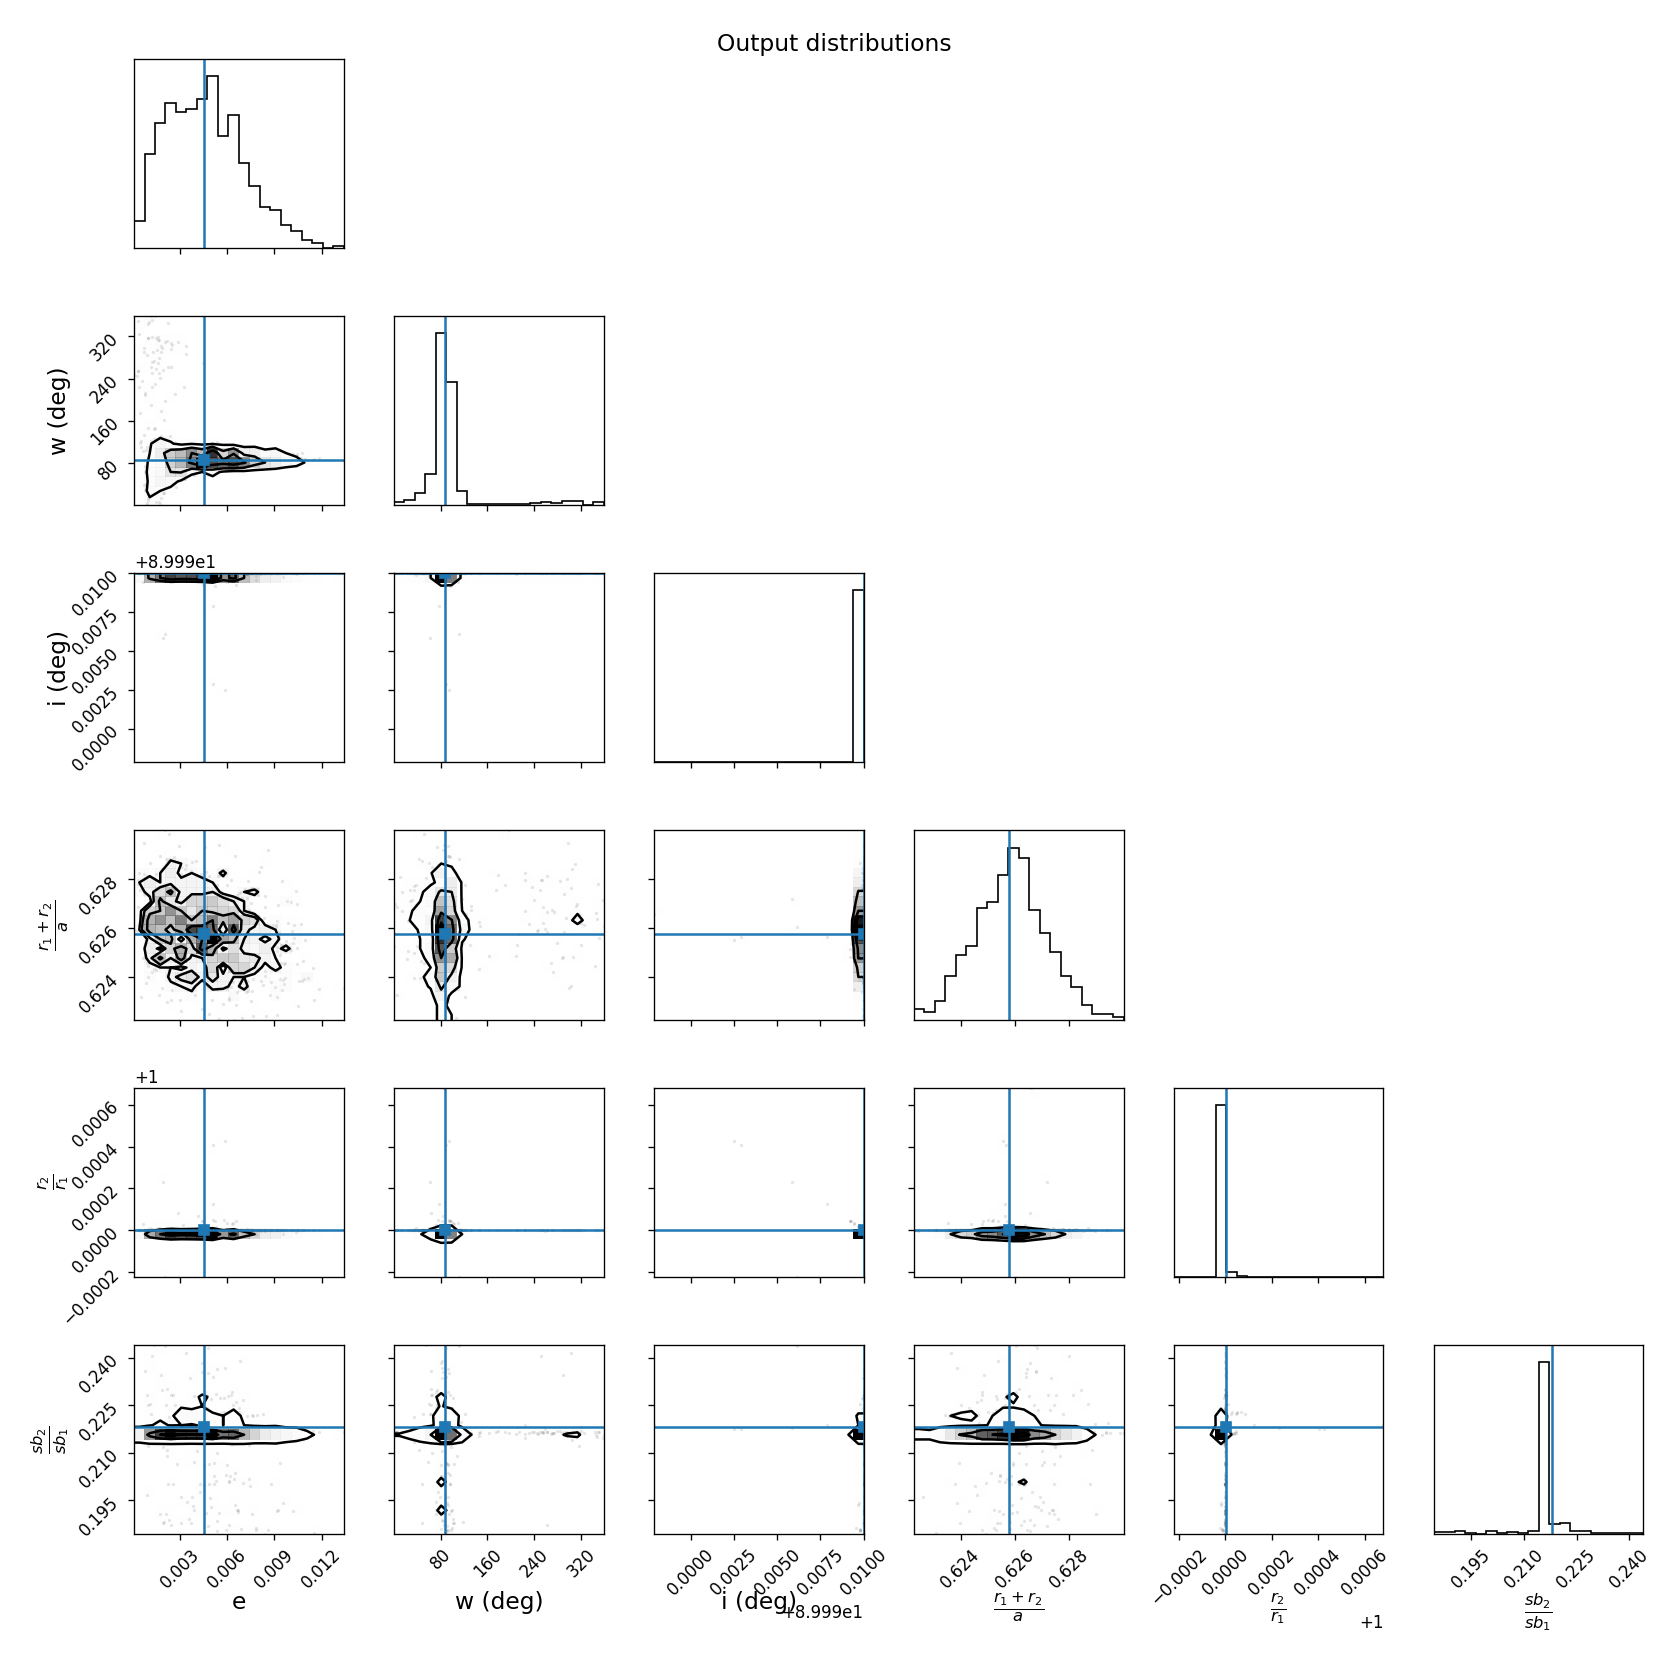 Output distributions
w (deg)
320
240
160
80
+8.999e1
i (deg)
0.0100
0.0075
0.0050
0.0025
0.0000
r₁ + r₂
a
0.628
0.626
0.624
+1
r₂
r₁
0.0006
0.0004
0.0002
0.0000
−0.0002
sb₂
sb₁
0.240
0.225
0.210
0.195
0.003 0.006 0.009 0.012
80 160 240 320
0.0000 0.0025 0.0050 0.0075 0.0100
0.624 0.626 0.628
−0.0002 0.0000 0.0002 0.0004 0.0006
0.195 0.210 0.225 0.240
e
w (deg)
i (deg)
+8.999e1
r₁ + r₂
a
r₂
r₁
+1
sb₂
sb₁